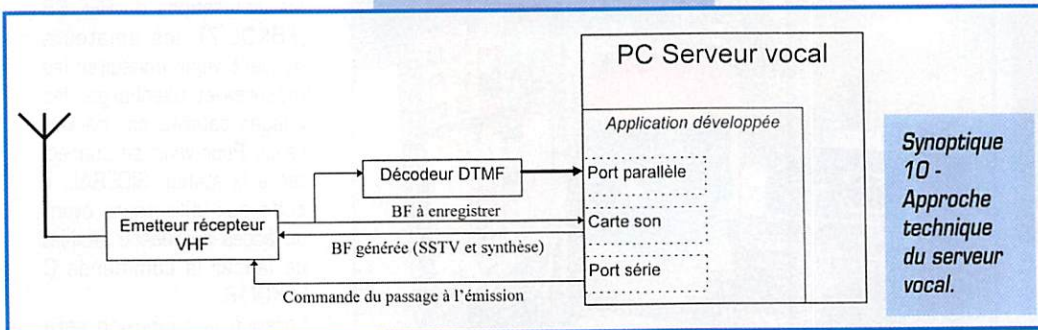 PC Serveur vocal
Application développée
Décodeur DTMF
Port parallèle
BF à enregistrer
Carte son
Emetteur récepteur
VHF
BF générée (SSTV et synthèse)
Port série
Commande du passage à l'émission
Synoptique
10 -
Approche
technique
du serveur
vocal.